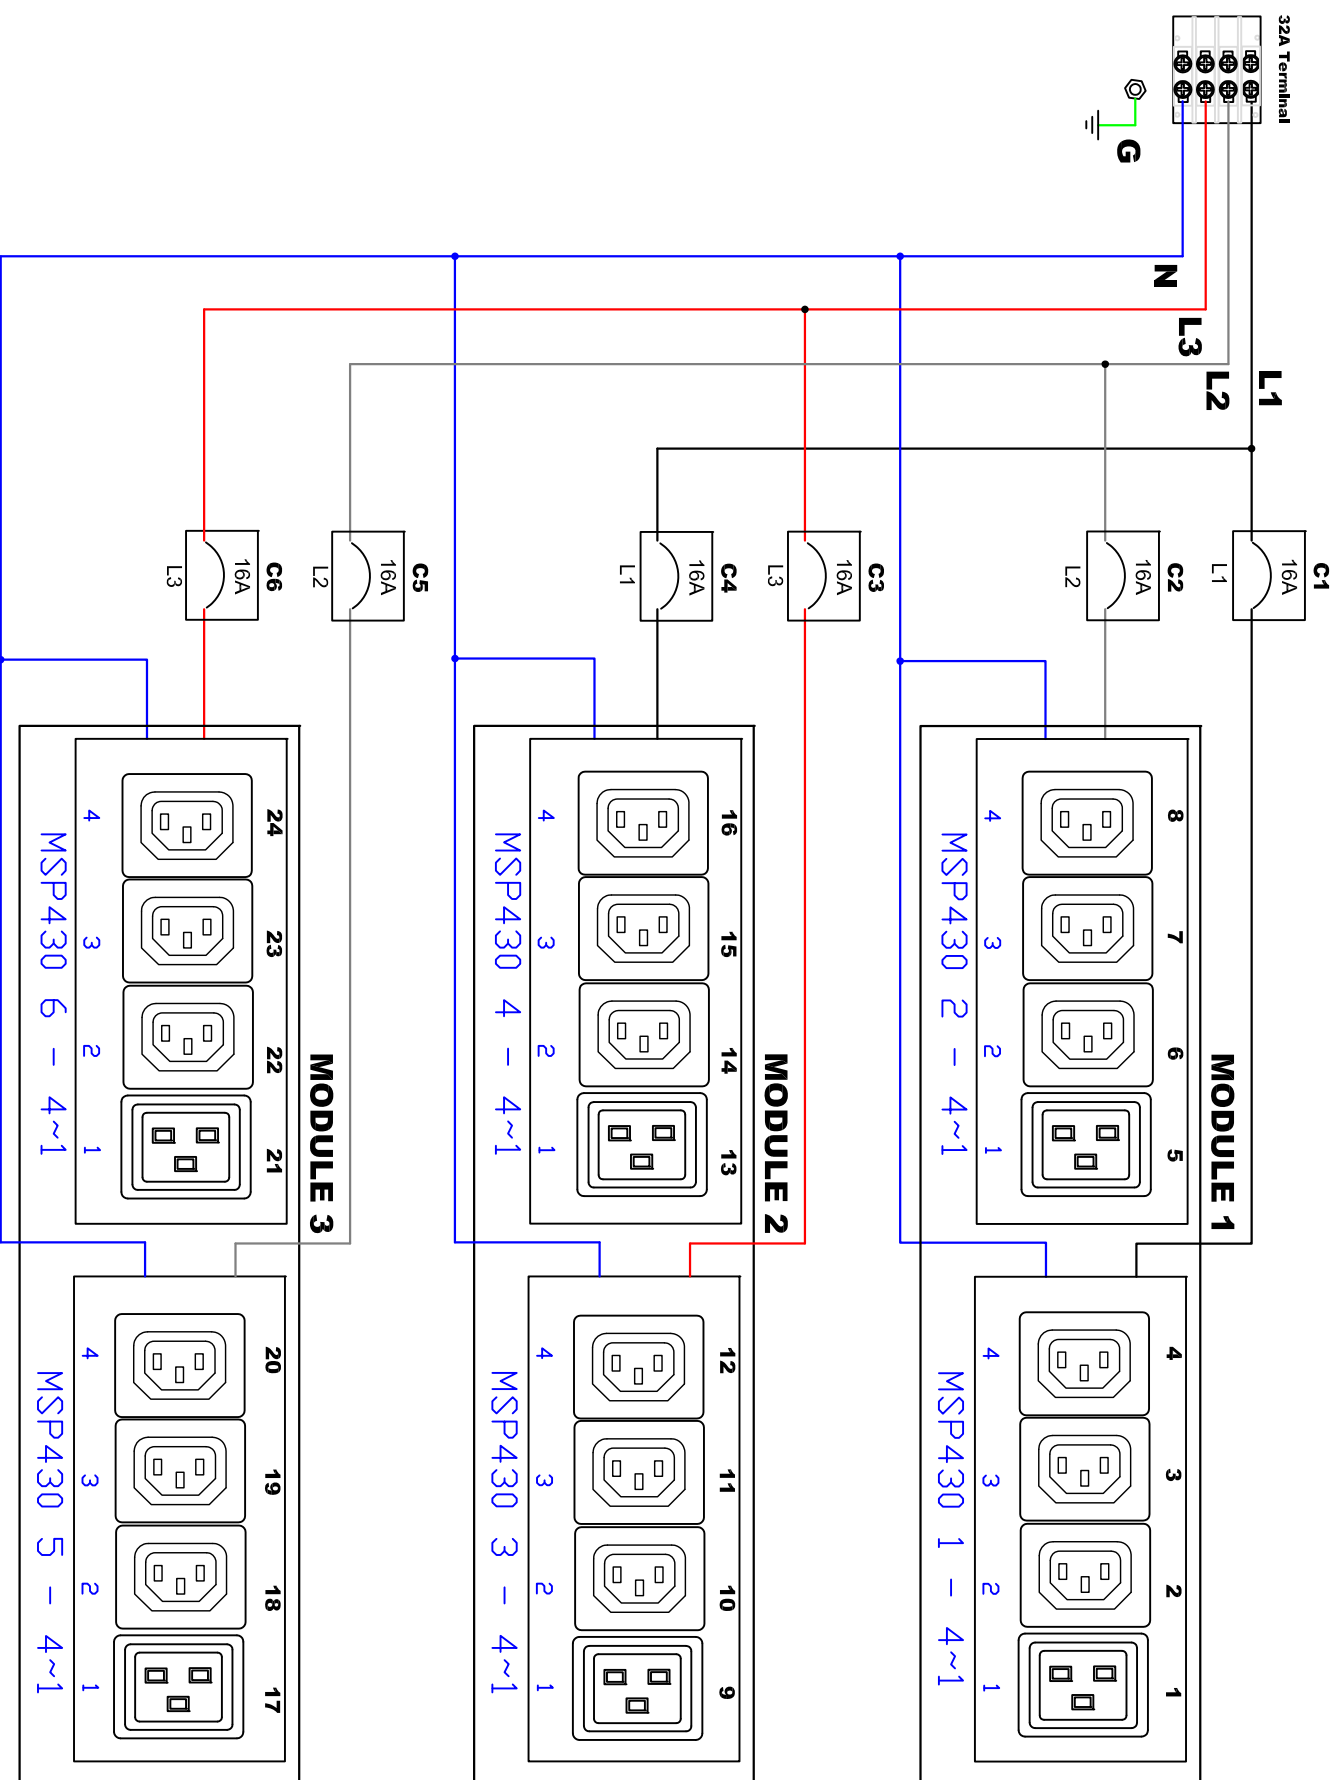 32A Terminal
G
N
L3
L2
L1
C1
16A
L1
C2
16A
L2
C3
16A
L3
C4
16A
L1
C5
16A
L2
C6
16A
L3
MODULE 1
8
7
6
5
4
3
2
1
MSP430 2 - 4~1
4
3
2
1
4
3
2
1
MSP430 1 - 4~1
MODULE 2
16
15
14
13
4
3
2
1
MSP430 4 - 4~1
12
11
10
9
4
3
2
1
MSP430 3 - 4~1
MODULE 3
24
23
22
21
4
3
2
1
MSP430 6 - 4~1
20
19
18
17
4
3
2
1
MSP430 5 - 4~1